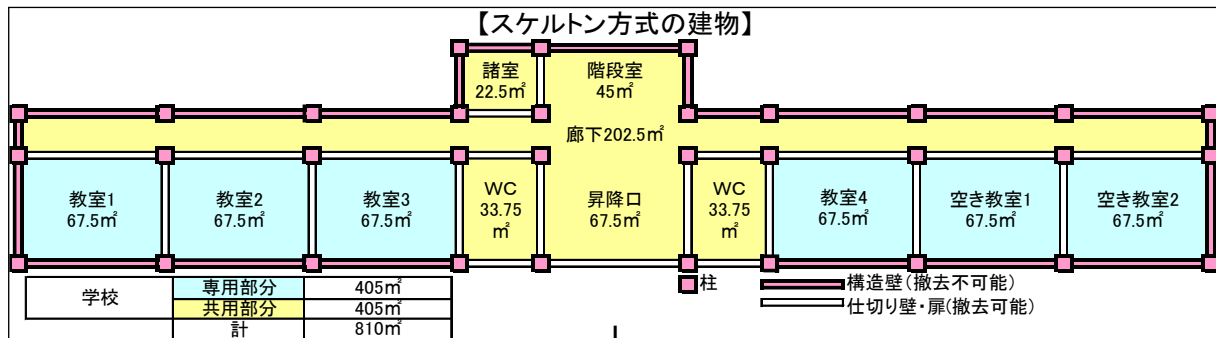 【スケルトン方式の建物】
諸室
22.5㎡
階段室
45㎡
廊下202.5㎡
教室1
67.5㎡
教室2
67.5㎡
教室3
67.5㎡
WC
33.75
㎡
昇降口
67.5㎡
WC
33.75
㎡
教室4
67.5㎡
空き教室1
67.5㎡
空き教室2
67.5㎡
学校
専用部分 405㎡
共用部分 405㎡
計 810㎡
柱
構造壁(撤去不可能)
仕切り壁・扉(撤去可能)